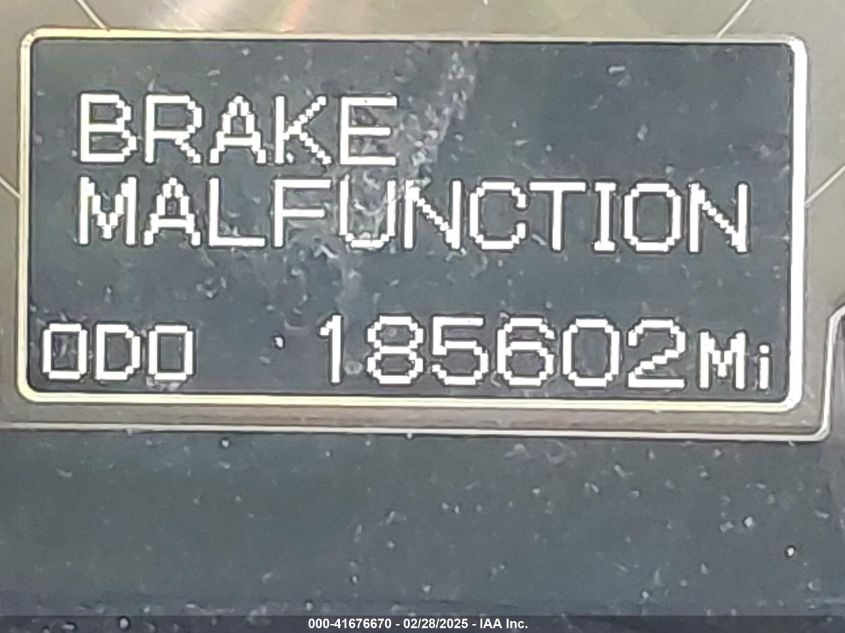 BRAKE
MALFUNCTION
ODO 185602Mi
000-41676670 - 02/28/2025 - IAA Inc.